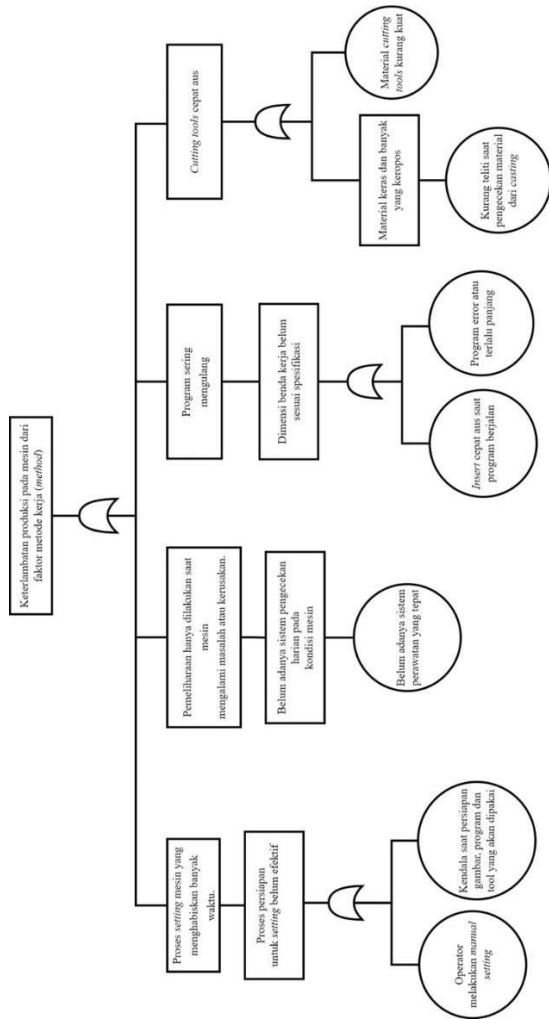 Keterlambatan produksi pada mesin dari
faktor metode kerja (method)
Proses setting mesin yang
menghabiskan banyak
waktu.
Proses persiapan
untuk setting belum efektif
Operator
melakukan manual
setting
Kendala saat persiapan
gambar, program dan
tool yang akan dipakai
Pemeliharaan hanya dilakukan saat
mesin
mengalami masalah atau kerusakan.
Belum adanya sistem pengecekan
harian pada
kondisi mesin
Belum adanya sistem
perawatan yang tepat
Program sering
mengulang
Dimensi benda kerja belum
sesuai spesifikasi
Insert cepat aus saat
program berjalan
Program error atau
terlalu panjang
Cutting tools cepat aus
Material keras dan banyak
yang keropos
Kurang teliti saat
pengecekan material
dari casting
Material cutting
tools kurang kuat